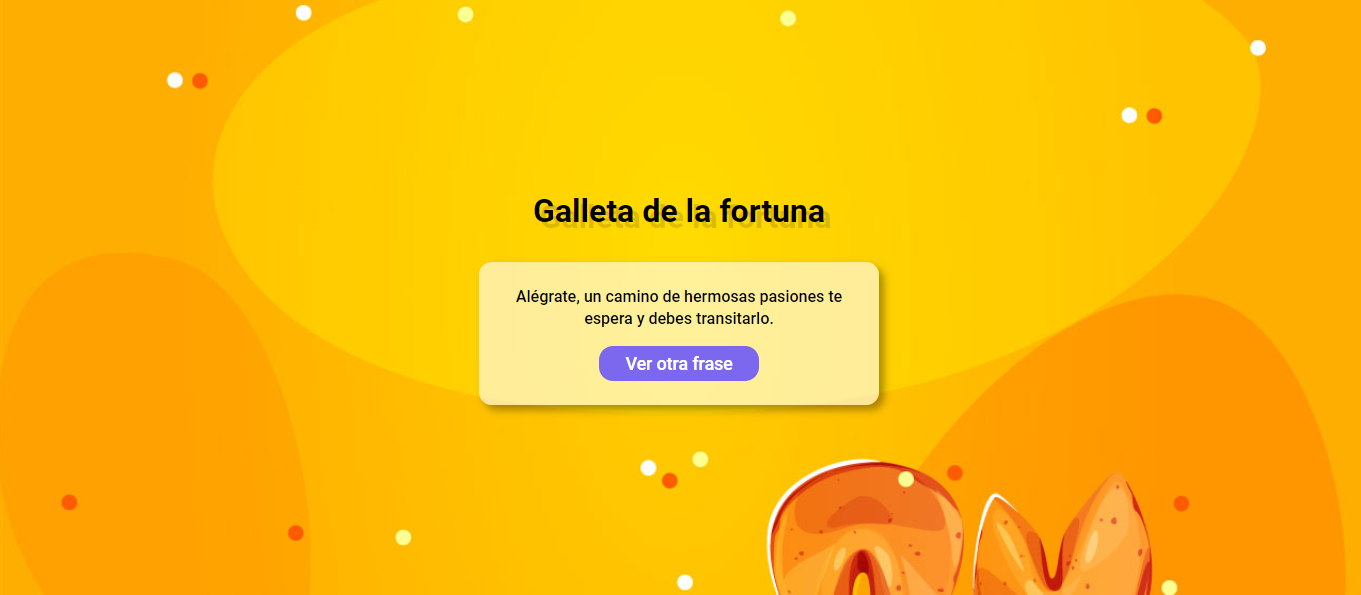 Galleta de la fortuna
Alégrate, un camino de hermosas pasiones te
espera y debes transitarlo.
Ver otra frase